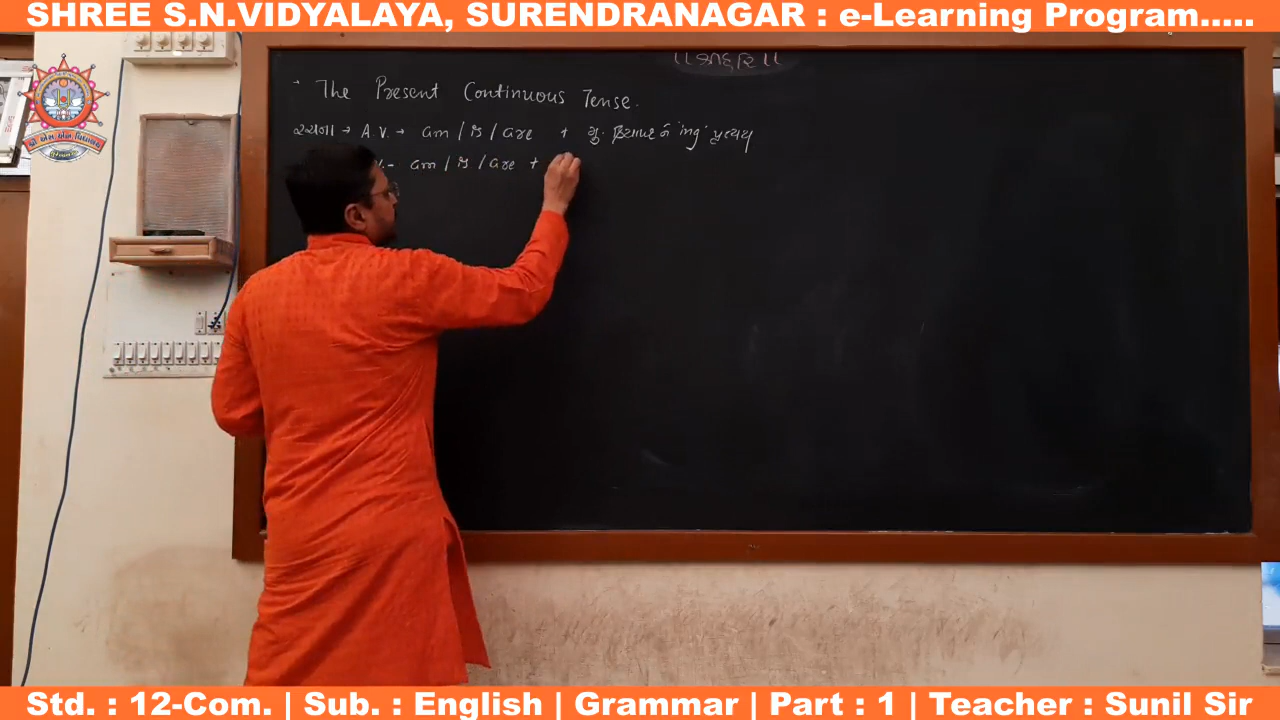 SHREE S.N.VIDYALAYA, SURENDRANAGAR : e-Learning Program.....
॥ શ્રીહરિ ॥
The Present Continuous Tense.
રચના → A.V. → am / is / are + મુ. ક્રિયાપદને 'ing' પ્રત્યય
V. - am / is / are +
Std. : 12-Com. | Sub. : English | Grammar | Part : 1 | Teacher : Sunil Sir